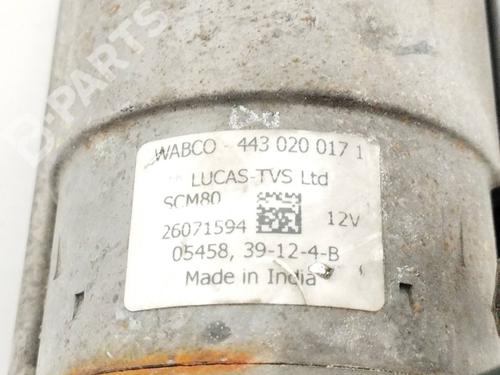 B-PARTS
WABCO - 443 020 017 1
LUCAS-TVS Ltd
SCM80
26071594 12V
05458, 39-12-4-B
Made in India